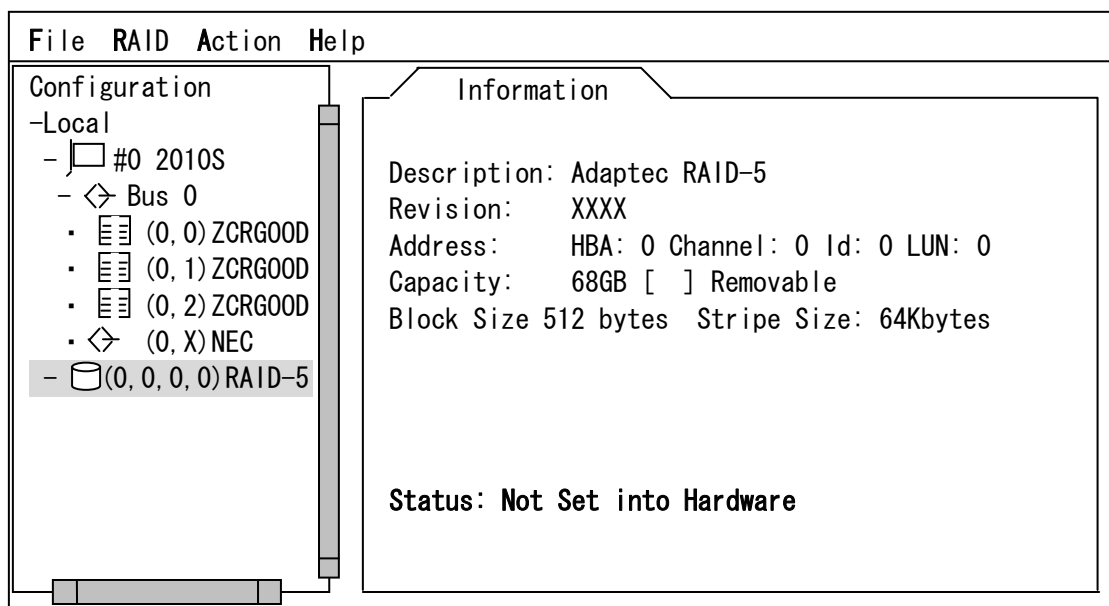 File RAID Action Help
Configuration
-Local
- #0 2010S
- Bus 0
・ (0,0)ZCRGOOD
・ (0,1)ZCRGOOD
・ (0,2)ZCRGOOD
・ (0,X)NEC
- (0,0,0,0)RAID-5
Information
Description: Adaptec RAID-5
Revision: XXXX
Address: HBA: 0 Channel: 0 Id: 0 LUN: 0
Capacity: 68GB [ ] Removable
Block Size 512 bytes Stripe Size: 64Kbytes
Status: Not Set into Hardware